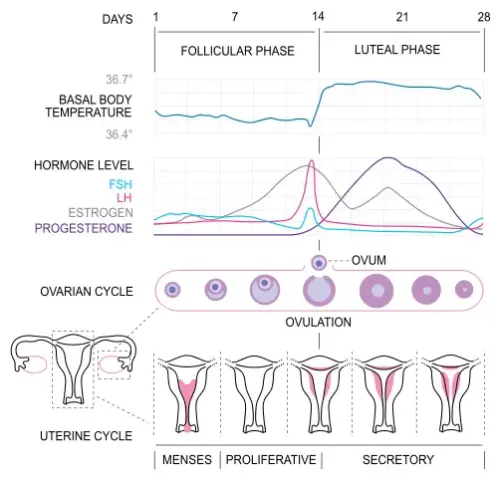 DAYS 1 7 14 21 28
FOLLICULAR PHASE LUTEAL PHASE
36.7°
BASAL BODY
TEMPERATURE
36.4°
HORMONE LEVEL
FSH
LH
ESTROGEN
PROGESTERONE
OVUM
OVARIAN CYCLE
OVULATION
UTERINE CYCLE
MENSES PROLIFERATIVE SECRETORY